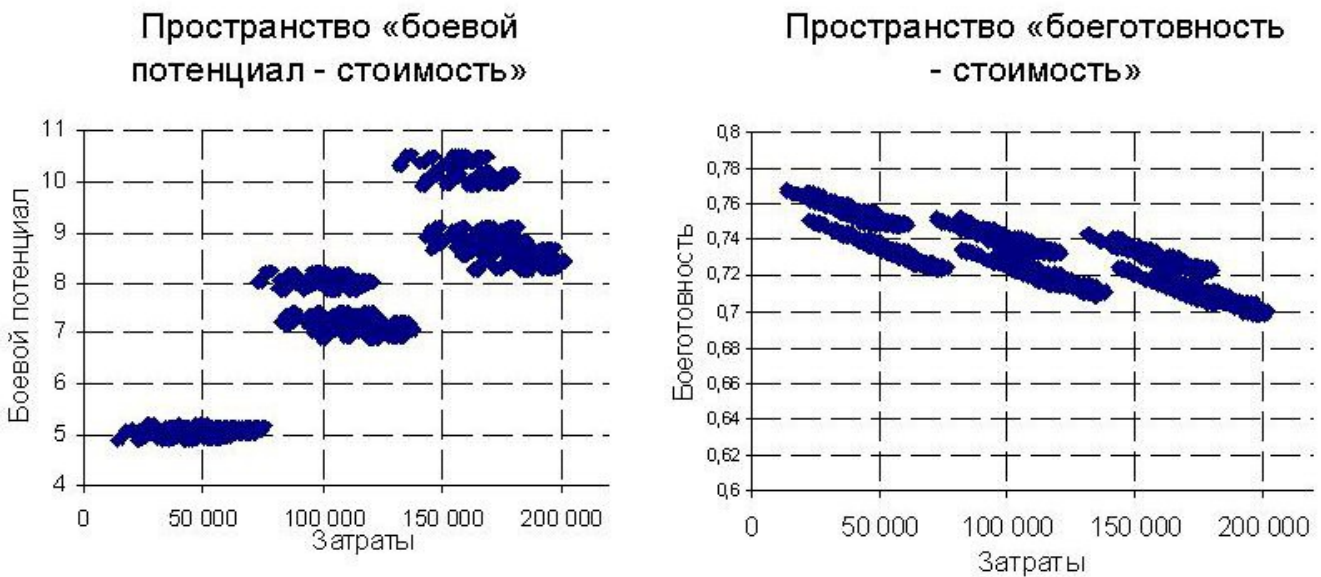 Пространство «боевой
потенциал - стоимость»
Боевой потенциал
11
10
9
8
7
6
5
4
0 50 000 100 000 150 000 200 000
Затраты
Пространство «боеготовность
- стоимость»
Боеготовность
0,8
0,78
0,76
0,74
0,72
0,7
0,68
0,66
0,64
0,62
0,6
0 50 000 100 000 150 000 200 000
Затраты